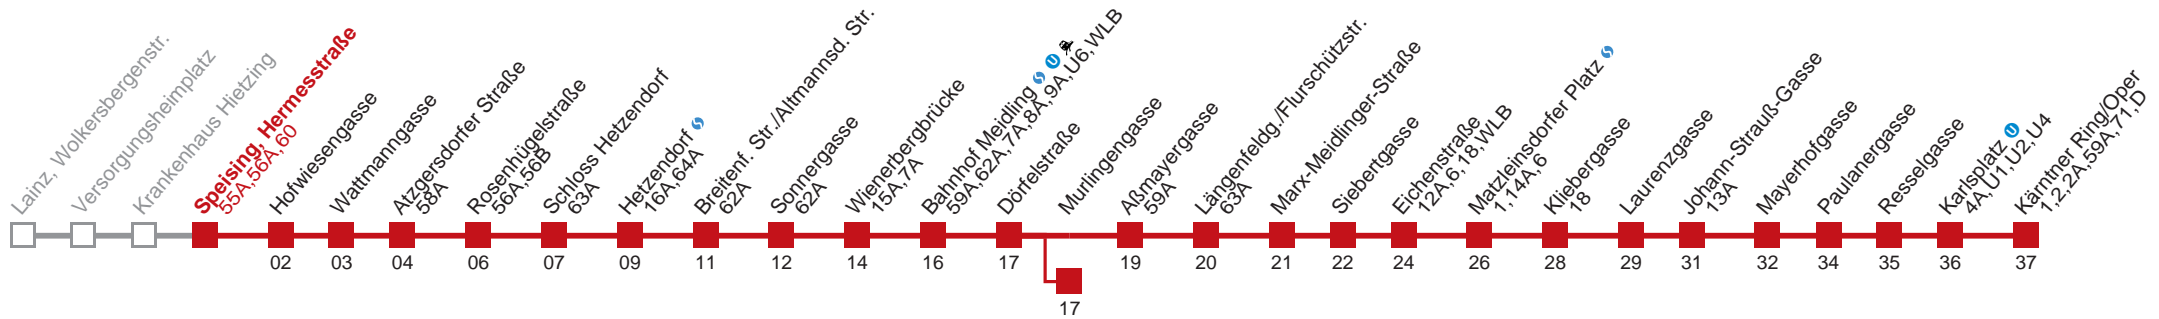 Lainz, Wolkersbergenstr.
Versorgungsheimplatz
Krankenhaus Hietzing
Speising, Hermesstraße
55A,56A,60
Hofwiesengasse
Wattmanngasse
Atzgersdorfer Straße
58A
Rosenhügelstraße
56A,56B
Schloss Hetzendorf
63A
Hetzendorf
16A,64A
Breitenf. Str./Altmannsd. Str.
62A
Sonnergasse
62A
Wienerbergbrücke
15A,7A
Bahnhof Meidling U
59A,62A,7A,8A,9A,U6,WLB
Dörfelstraße
Murlingengasse
Aßmayergasse
59A
Längenfeldg./Flurschützstr.
63A
Marx-Meidlinger-Straße
Siebertgasse
Eichenstraße
12A,6,18,WLB
Matzleinsdorfer Platz
1,14A,6
Kliebergasse
18
Laurenzgasse
Johann-Strauß-Gasse
13A
Mayerhofgasse
Paulanergasse
Resselgasse
Karlsplatz U
4A,U1,U2,U4
Kärntner Ring/Oper
1,2,2A,59A,71,D
02 03 04 06 07 09 11 12 14 16 17 19 20 21 22 24 26 28 29 31 32 34 35 36 37
17